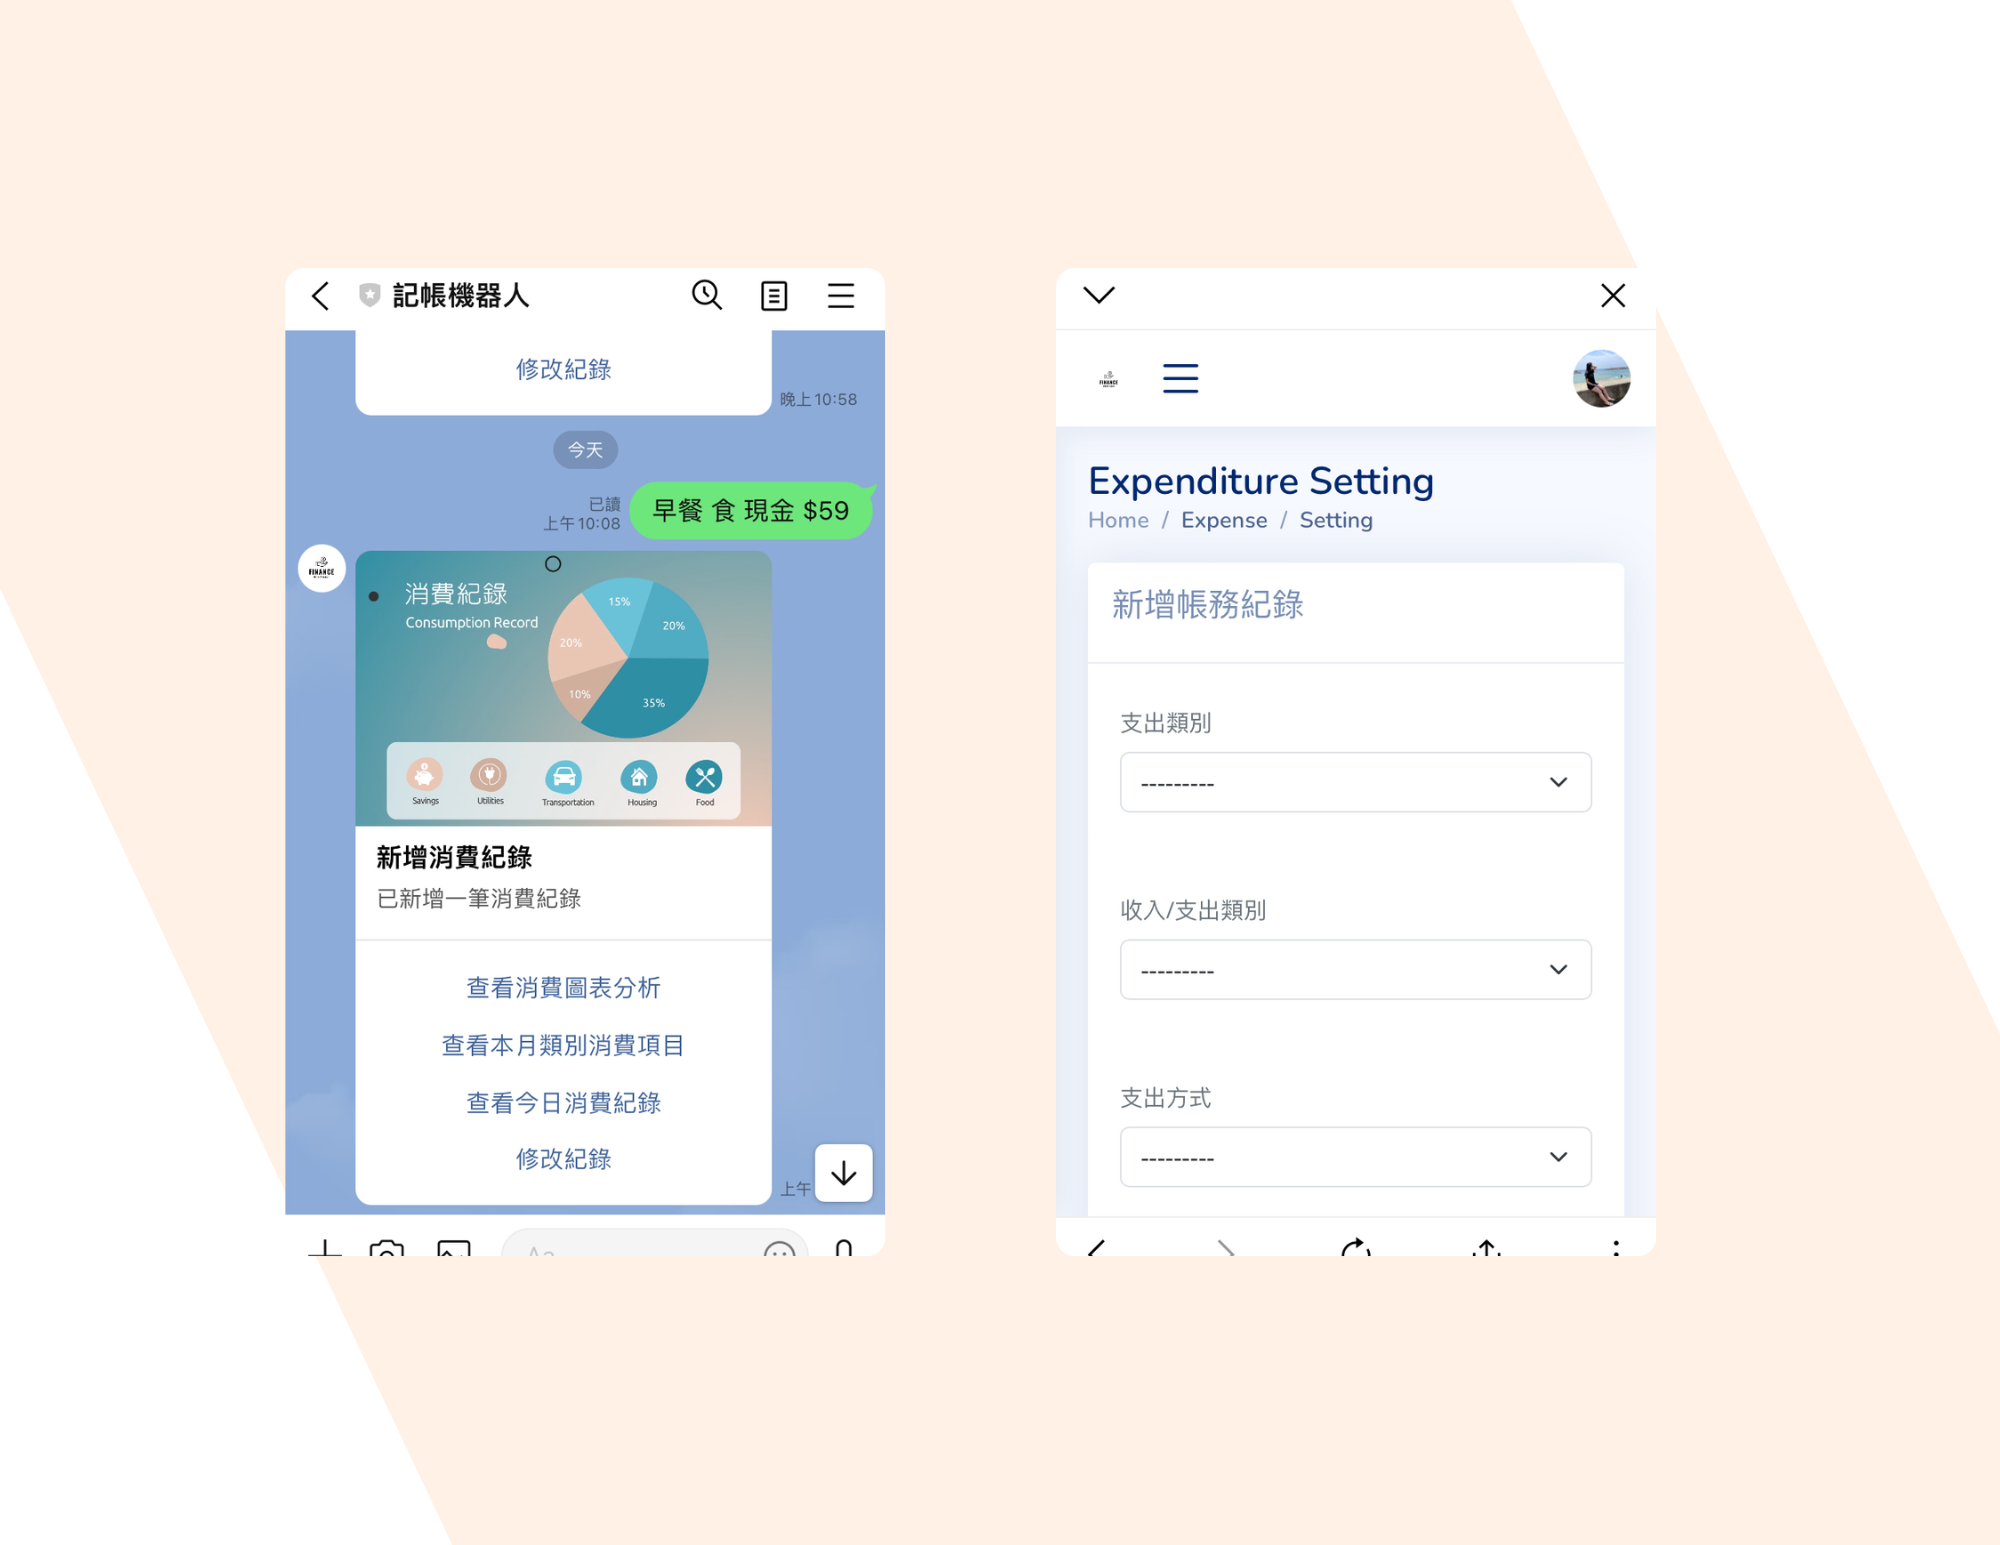 記帳機器人
修改紀錄
晚上10:58
今天
已讀
上午10:08
早餐 食 現金 $59
FINANCE
消費紀錄
Consumption Record
15%
20%
20%
10%
35%
Savings
Utilities
Transportation
Housing
Food
新增消費紀錄
已新增一筆消費紀錄
查看消費圖表分析
查看本月類別消費項目
查看今日消費紀錄
修改紀錄
上午
Aa
FINANCE
Expenditure Setting
Home / Expense / Setting
新增帳務紀錄
支出類別
---------
收入/支出類別
---------
支出方式
---------